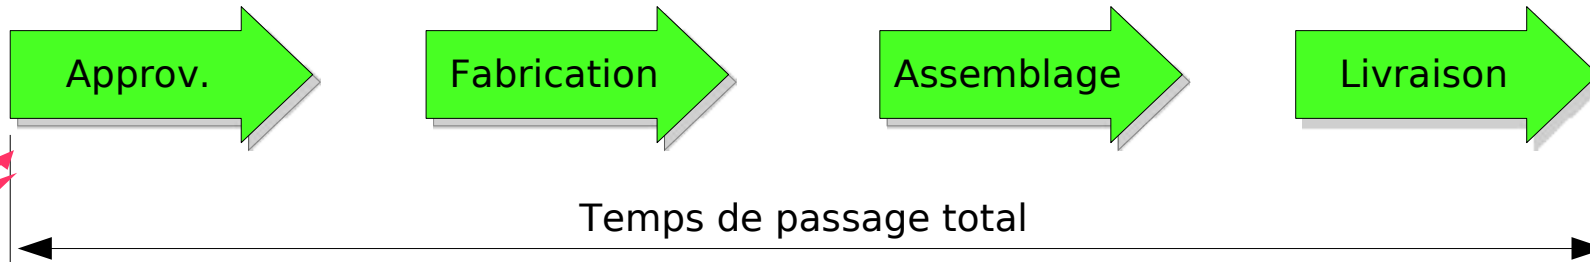 Approv. Fabrication Assemblage Livraison
Temps de passage total